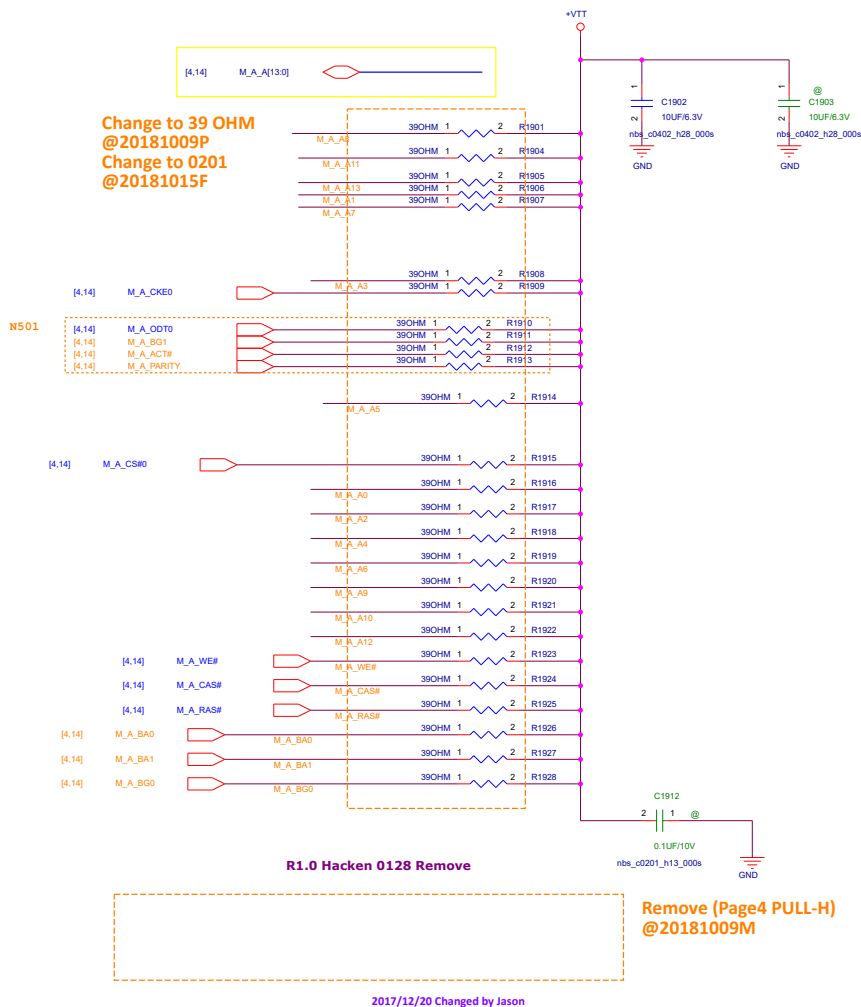 +VTT
[4,14] M_A_A[13:0]
1 C1902 2 10UF/6.3V
nbs_c0402_h28_000s
GND
@
1 C1903 2 10UF/6.3V
nbs_c0402_h28_000s
GND
Change to 39 OHM
@20181009P
Change to 0201
@20181015F
39OHM 1 2 R1901
M_A_A8
39OHM 1 2 R1904
M_A_A11
39OHM 1 2 R1905
M_A_A13
39OHM 1 2 R1906
M_A_A1
39OHM 1 2 R1907
M_A_A7
39OHM 1 2 R1908
M_A_A3
[4,14] M_A_CKE0 39OHM 1 2 R1909
N501
[4,14] M_A_ODT0 39OHM 1 2 R1910
[4,14] M_A_BG1 39OHM 1 2 R1911
[4,14] M_A_ACT# 39OHM 1 2 R1912
[4,14] M_A_PARITY 39OHM 1 2 R1913
39OHM 1 2 R1914
M_A_A5
[4,14] M_A_CS#0 39OHM 1 2 R1915
39OHM 1 2 R1916
M_A_A0
39OHM 1 2 R1917
M_A_A2
39OHM 1 2 R1918
M_A_A4
39OHM 1 2 R1919
M_A_A6
39OHM 1 2 R1920
M_A_A9
39OHM 1 2 R1921
M_A_A10
39OHM 1 2 R1922
M_A_A12
[4,14] M_A_WE# 39OHM 1 2 R1923
M_A_WE#
[4,14] M_A_CAS# 39OHM 1 2 R1924
M_A_CAS#
[4,14] M_A_RAS# 39OHM 1 2 R1925
M_A_RAS#
[4,14] M_A_BA0 39OHM 1 2 R1926
M_A_BA0
[4,14] M_A_BA1 39OHM 1 2 R1927
M_A_BA1
[4,14] M_A_BG0 39OHM 1 2 R1928
M_A_BG0
C1912
2 1 @
0.1UF/10V
nbs_c0201_h13_000s
GND
R1.0 Hacken 0128 Remove
Remove (Page4 PULL-H)
@20181009M
2017/12/20 Changed by Jason